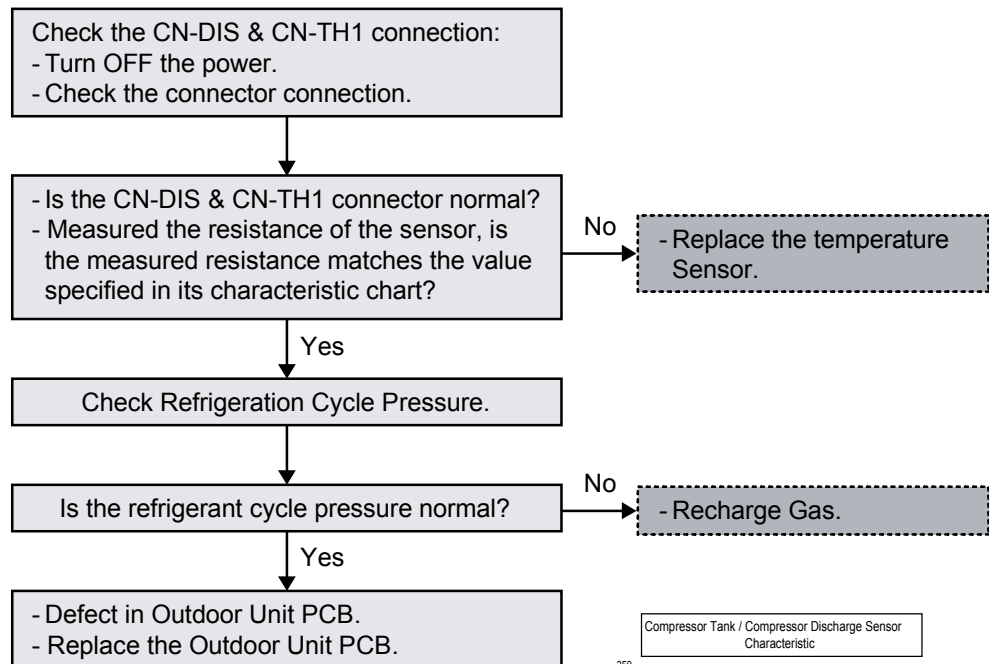 Check the CN-DIS & CN-TH1 connection:
- Turn OFF the power.
- Check the connector connection.
- Is the CN-DIS & CN-TH1 connector normal?
- Measured the resistance of the sensor, is
the measured resistance matches the value
specified in its characteristic chart?
No
- Replace the temperature
Sensor.
Yes
Check Refrigeration Cycle Pressure.
Is the refrigerant cycle pressure normal?
No
- Recharge Gas.
Yes
- Defect in Outdoor Unit PCB.
- Replace the Outdoor Unit PCB.
Compressor Tank / Compressor Discharge Sensor
Characteristic